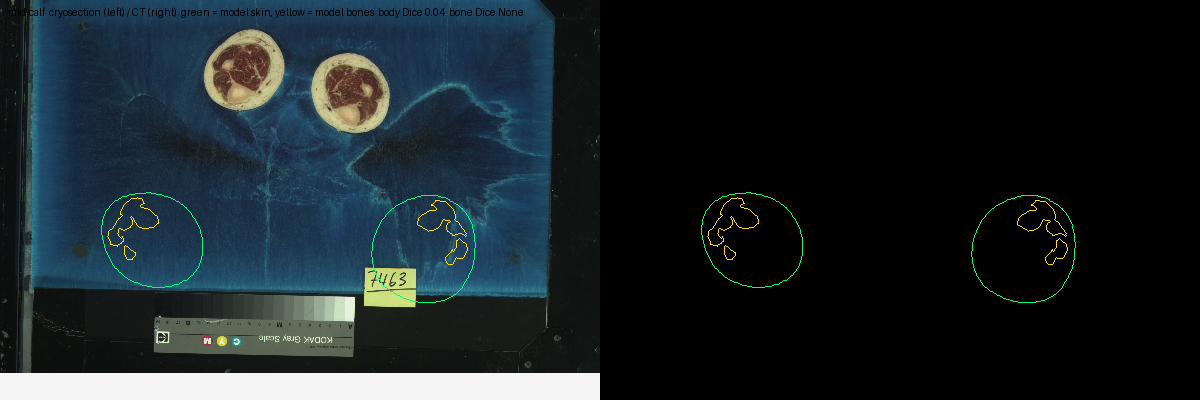 mid calf cryosection (left) / CT (right) green = model skin, yellow = model bones body Dice 0.04 bone Dice None
7463
KODAK Gray Scale
C Y M